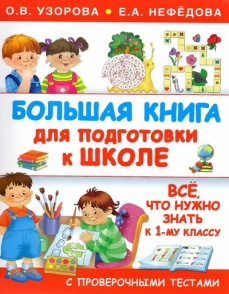 О.В. УЗОРОВА • Е.А. НЕФЁДОВА
БОЛЬШАЯ КНИГА
ДЛЯ ПОДГОТОВКИ
К ШКОЛЕ
ВСЁ,
ЧТО НУЖНО
ЗНАТЬ
К 1-МУ КЛАССУ
С ПРОВЕРОЧНЫМИ ТЕСТАМИ